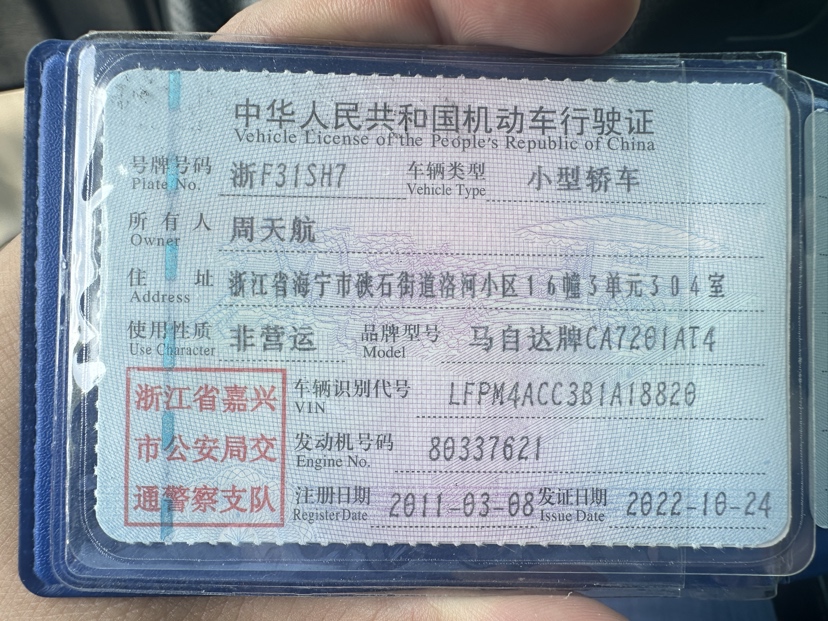 中华人民共和国机动车行驶证
Vehicle License of the People's Republic of China
号牌号码 浙F31SH7 车辆类型 小型轿车
Plate No. Vehicle Type
所有人 周天航
Owner
住址 浙江省海宁市硖石街道洛河小区16幢3单元304室
Address
使用性质 非营运 品牌型号 马自达牌CA7201AT4
Use Character Model
浙江省嘉兴
市公安局交
通警察支队
车辆识别代号 LFPM4ACC3B1A18820
VIN
发动机号码 80337621
Engine No.
注册日期 2011-03-08 发证日期 2022-10-24
Register Date Issue Date